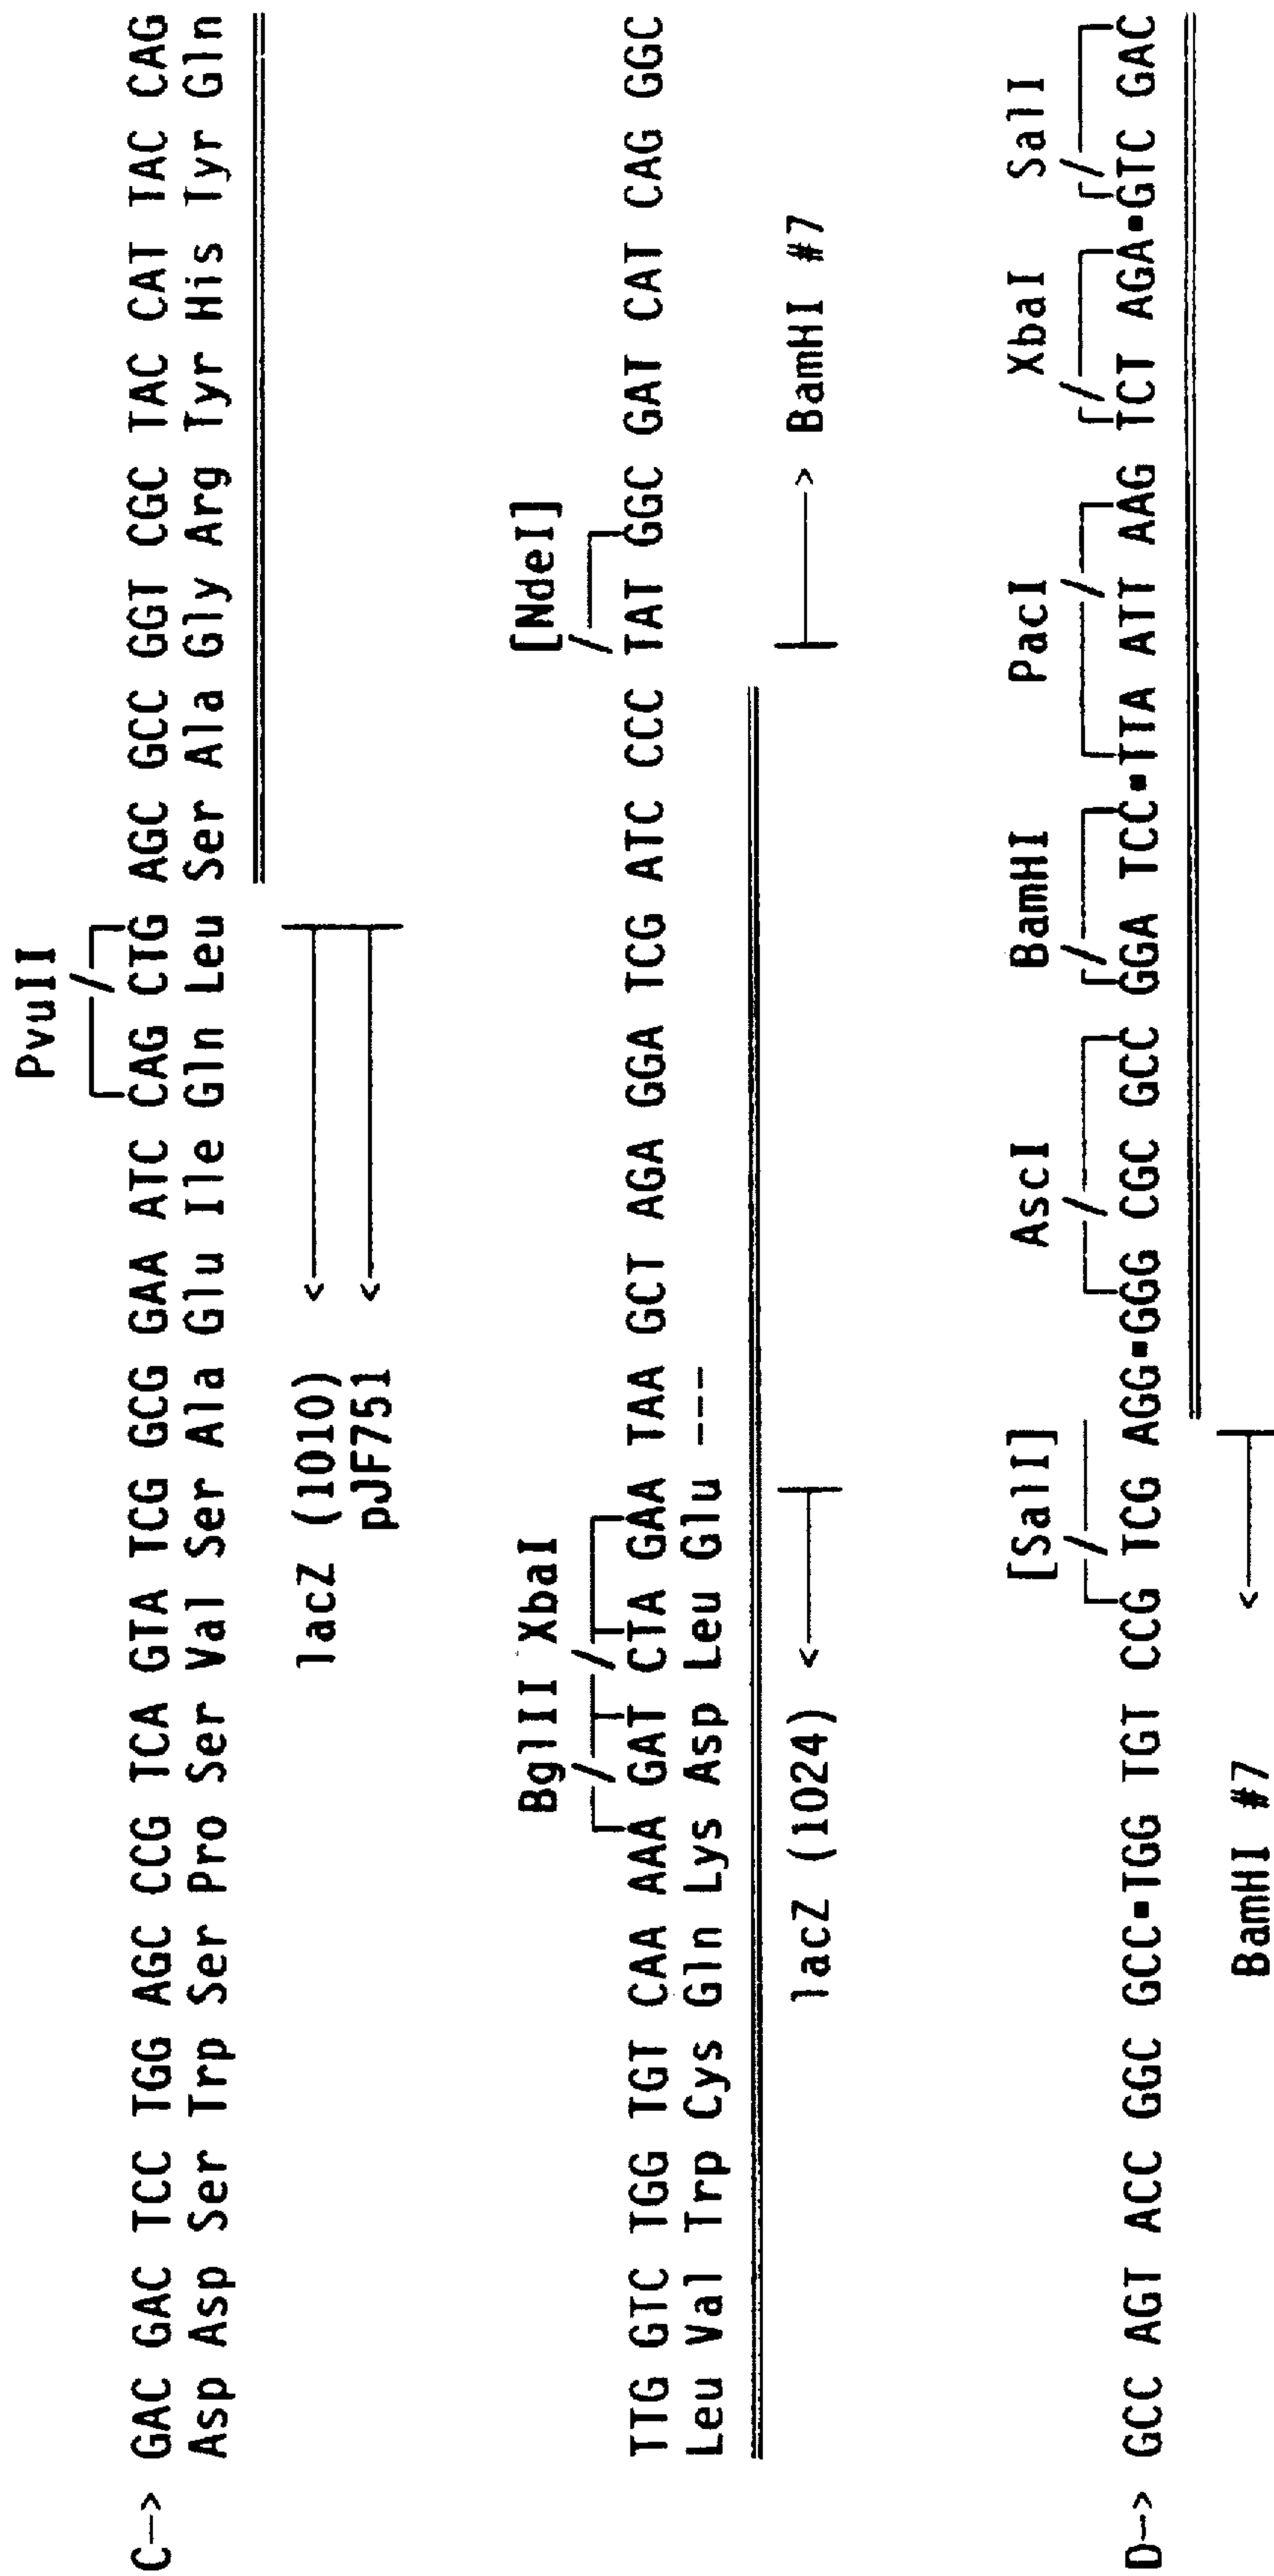 PvuII
C--> GAC GAC TCC TGG AGC CCG TCA GTA TCG GCG GAA ATC CAG CTG AGC GCC GGT CGC TAC CAT TAC CAG
Asp Asp Ser Trp Ser Pro Ser Val Ser Ala Glu Ile Gln Leu Ser Ala Gly Arg Tyr His Tyr Gln
lacZ (1010) <
pJF751 <
BglII XbaI [NdeI]
TTG GTC TGG TGT CAA AAA GAT CTA GAA TAA GCT AGA GGA TCG ATC CCC TAT GGC GAT CAT CAG GGC
Leu Val Trp Cys Gln Lys Asp Leu Glu ---
lacZ (1024) < > BamHI #7
[SalI] AscI BamHI PacI XbaI SalI
D--> GCC AGT ACC GGC GCC▪TGG TGT CCG TCG AGG▪GGG CGC GCC GGA TCC▪TTA ATT AAG TCT AGA▪GTC GAC
BamHI #7 <